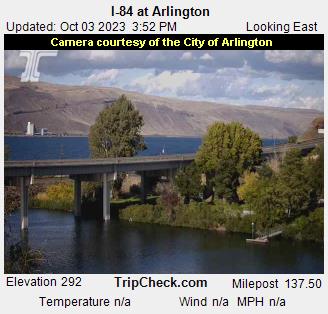 I-84 at Arlington
Updated: Oct 03 2023 3:52 PM Looking East
Camera courtesy of the City of Arlington
Elevation 292 TripCheck.com Milepost 137.50
Temperature n/a Wind n/a MPH n/a